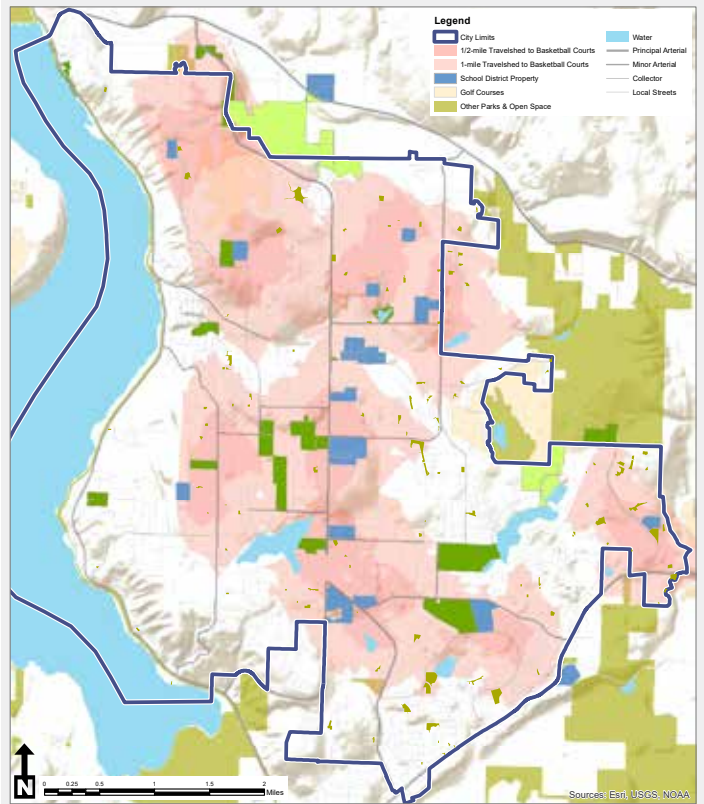 Legend
City Limits
1/2-mile Travelshed to Basketball Courts
1-mile Travelshed to Basketball Courts
School District Property
Golf Courses
Other Parks & Open Space
Water
Principal Arterial
Minor Arterial
Collector
Local Streets
N
0 0.25 0.5 1 1.5 2
Miles
Sources: Esri, USGS, NOAA